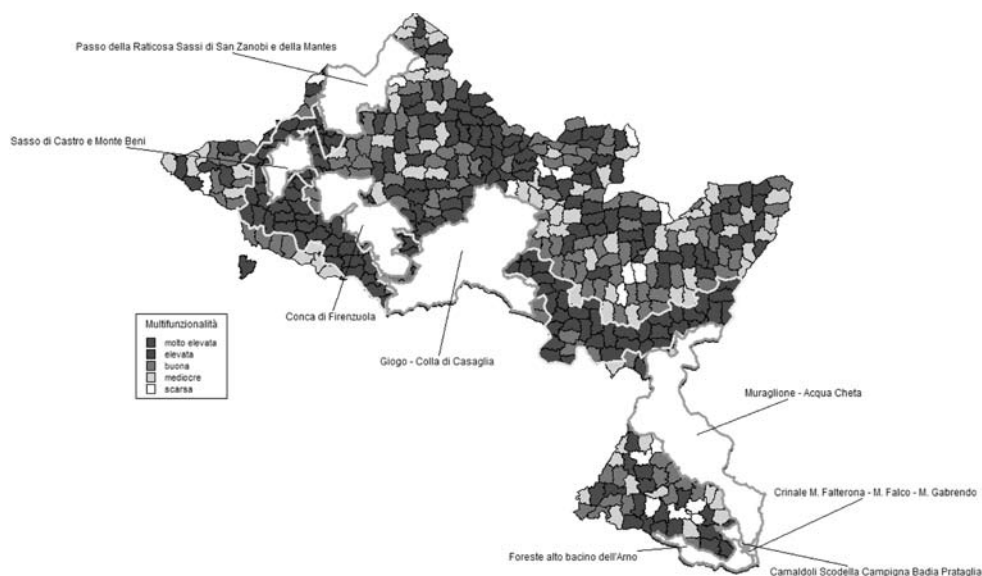 Passo della Raticosa Sassi di San Zanobi e della Mantes
Sasso di Castro e Monte Beni
Conca di Firenzuola
Giogo - Colla di Casaglia
Multifunzionalità
molto elevata
elevata
buona
mediocre
scarsa
Muraglione - Acqua Cheta
Crinale M. Falterona - M. Falco - M. Gabrendo
Foreste alto bacino dell'Arno
Camaldoli Scodella Campigna Badia Prataglia